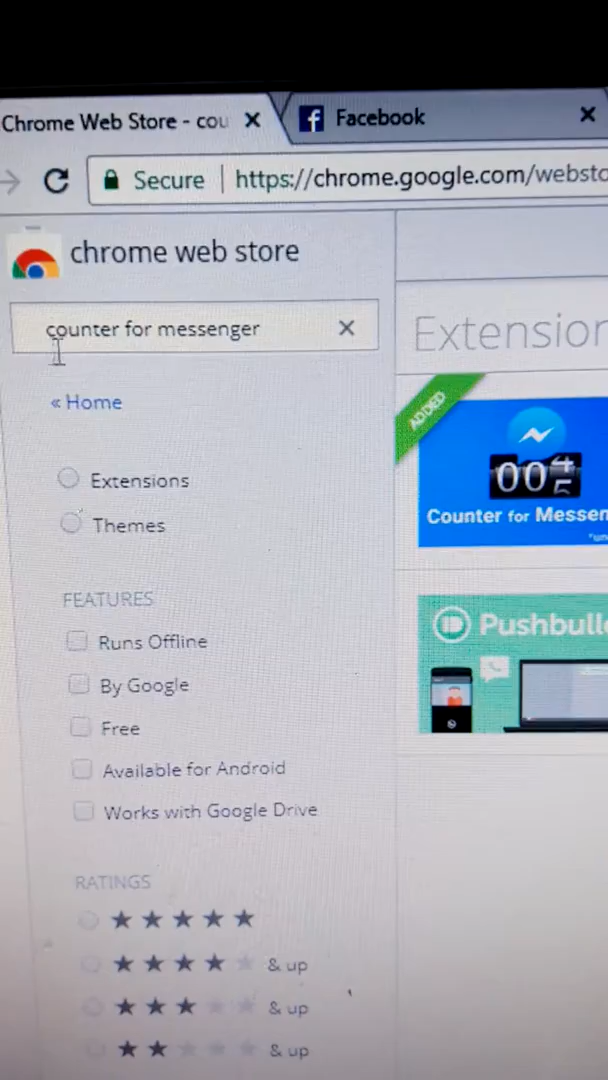 Chrome Web Store - cou
Facebook
Secure
https://chrome.google.com/websto
chrome web store
counter for messenger
Extension
« Home
ADDED
Counter for Messen
Extensions
Themes
FEATURES
Runs Offline
By Google
Free
Available for Android
Works with Google Drive
Pushbulle
RATINGS
& up
& up
& up